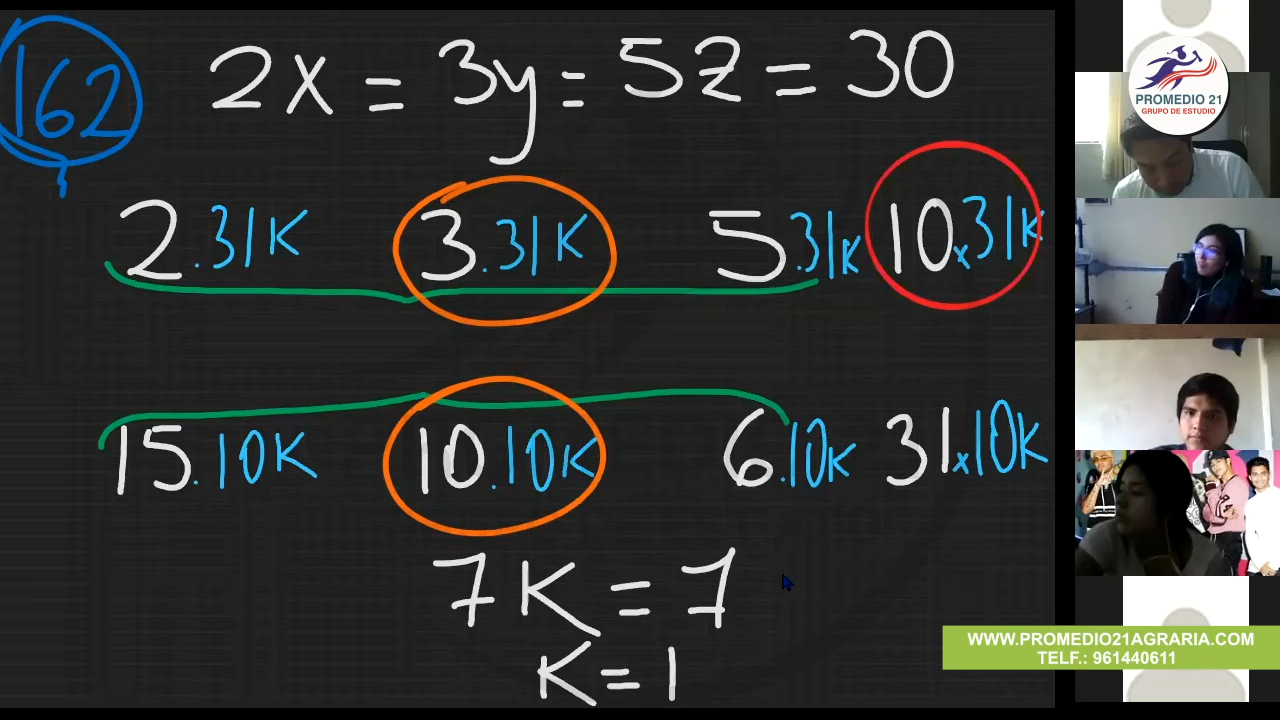 162
2x = 3y = 5z = 30
2.31K 3.31K 5.31K 10x31K
15.10K 10.10K 6.10K 31x10K
7K = 7
K = 1
PROMEDIO 21
GRUPO DE ESTUDIO
WWW.PROMEDIO21AGRARIA.COM
TELF.: 961440611